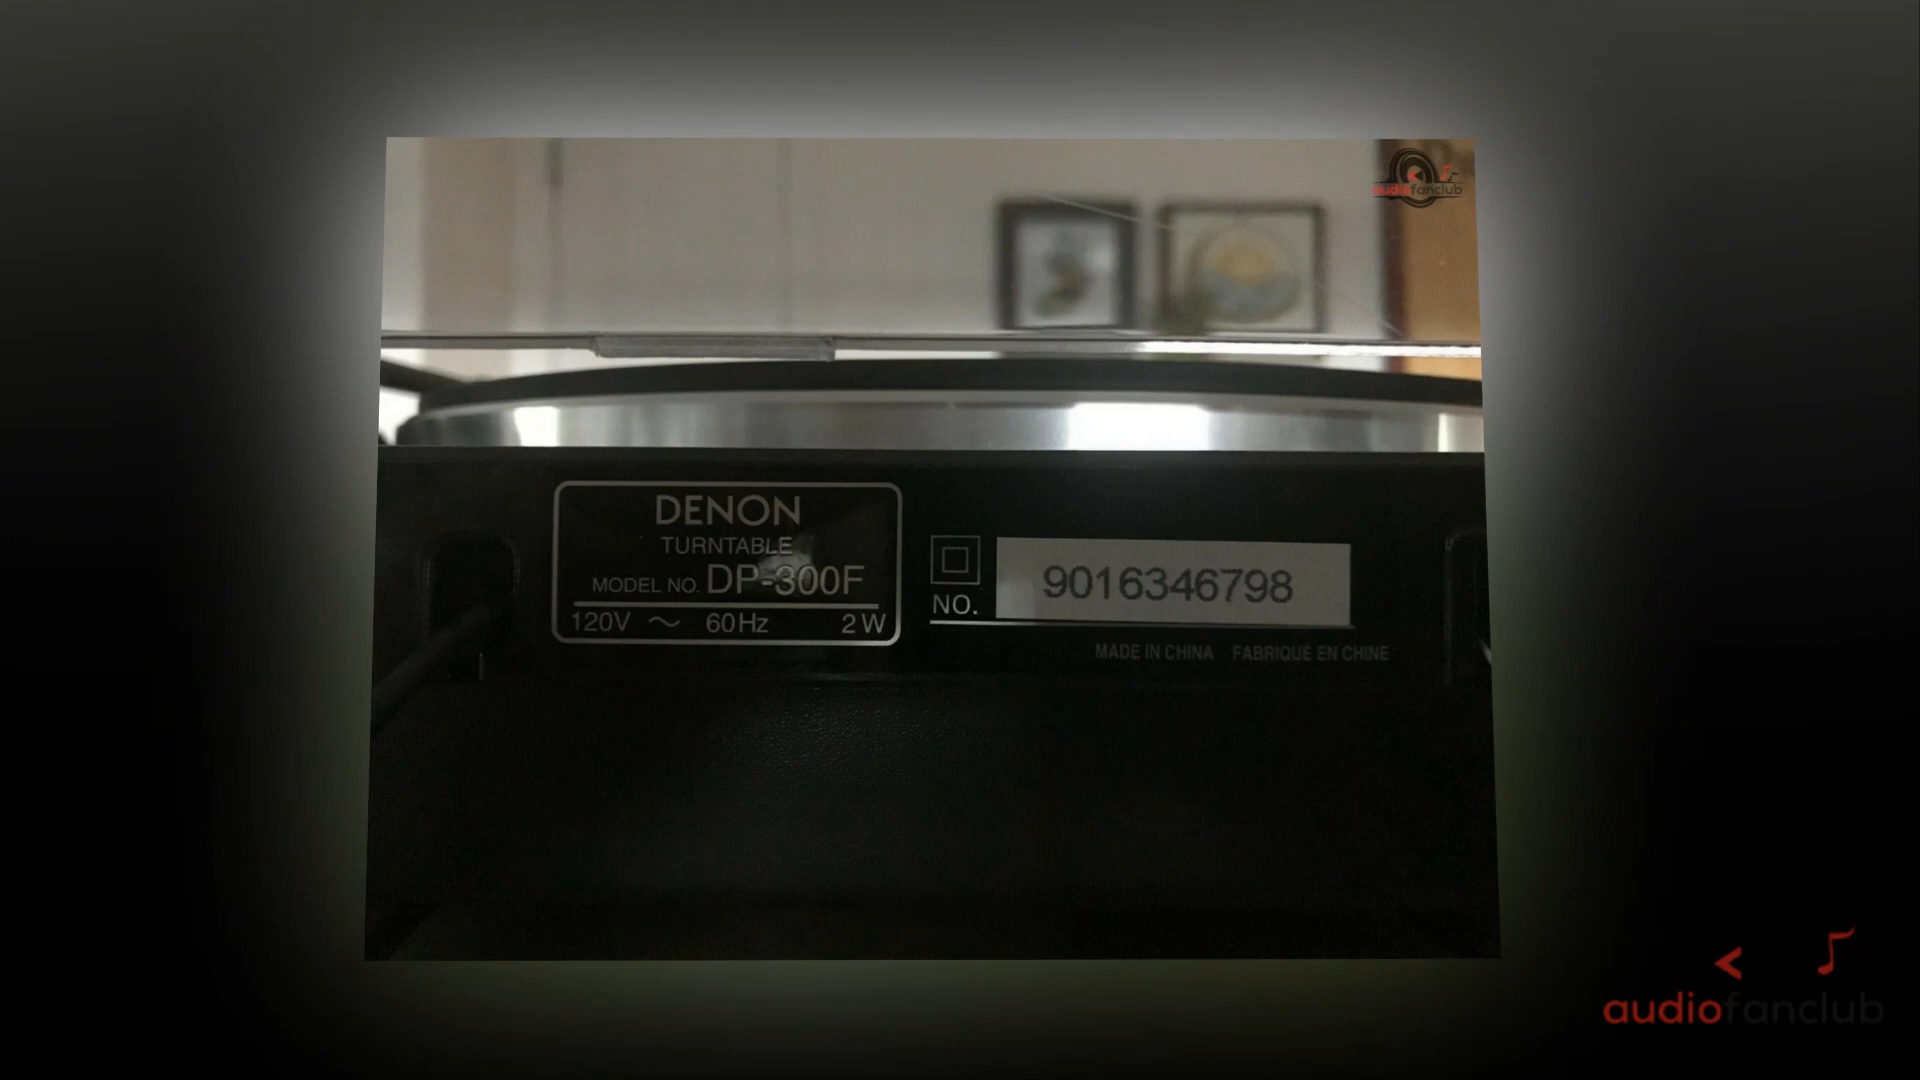 audiofanclub
DENON
TURNTABLE
MODEL NO. DP-300F
120V ~ 60Hz 2W
NO. 9016346798
MADE IN CHINA FABRIQUÉ EN CHINE
audiofanclub